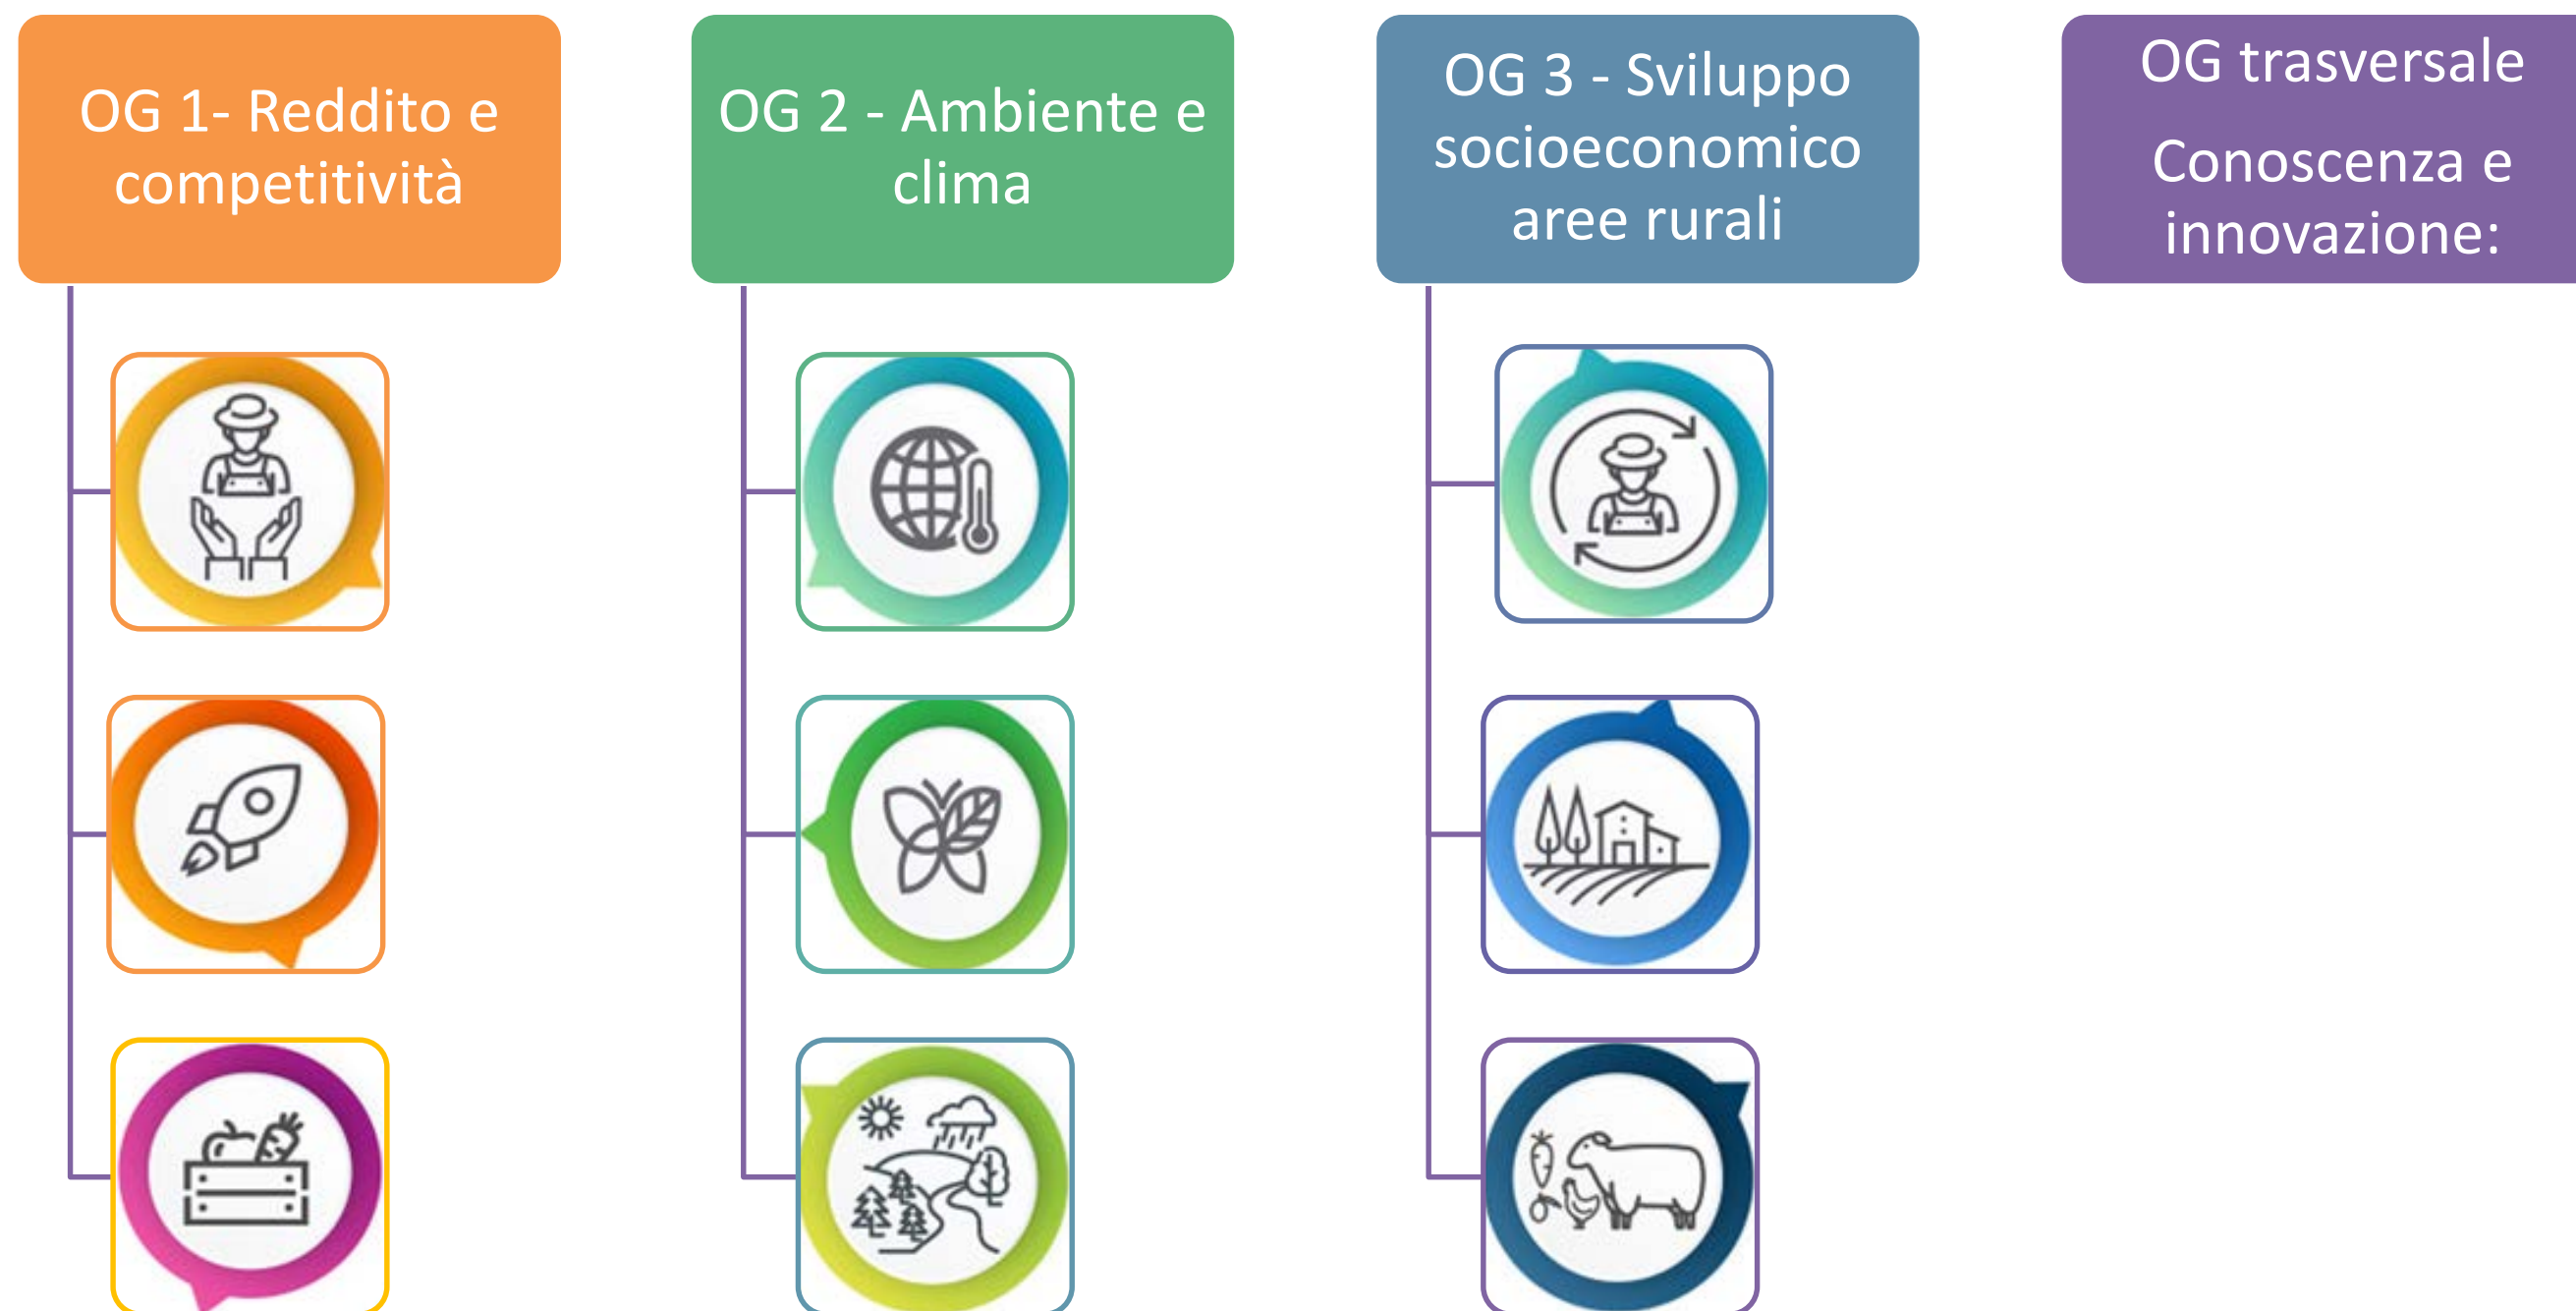 OG 1- Reddito e
competitività
OG 2 - Ambiente e
clima
OG 3 - Sviluppo
socioeconomico
aree rurali
OG trasversale
Conoscenza e
innovazione: